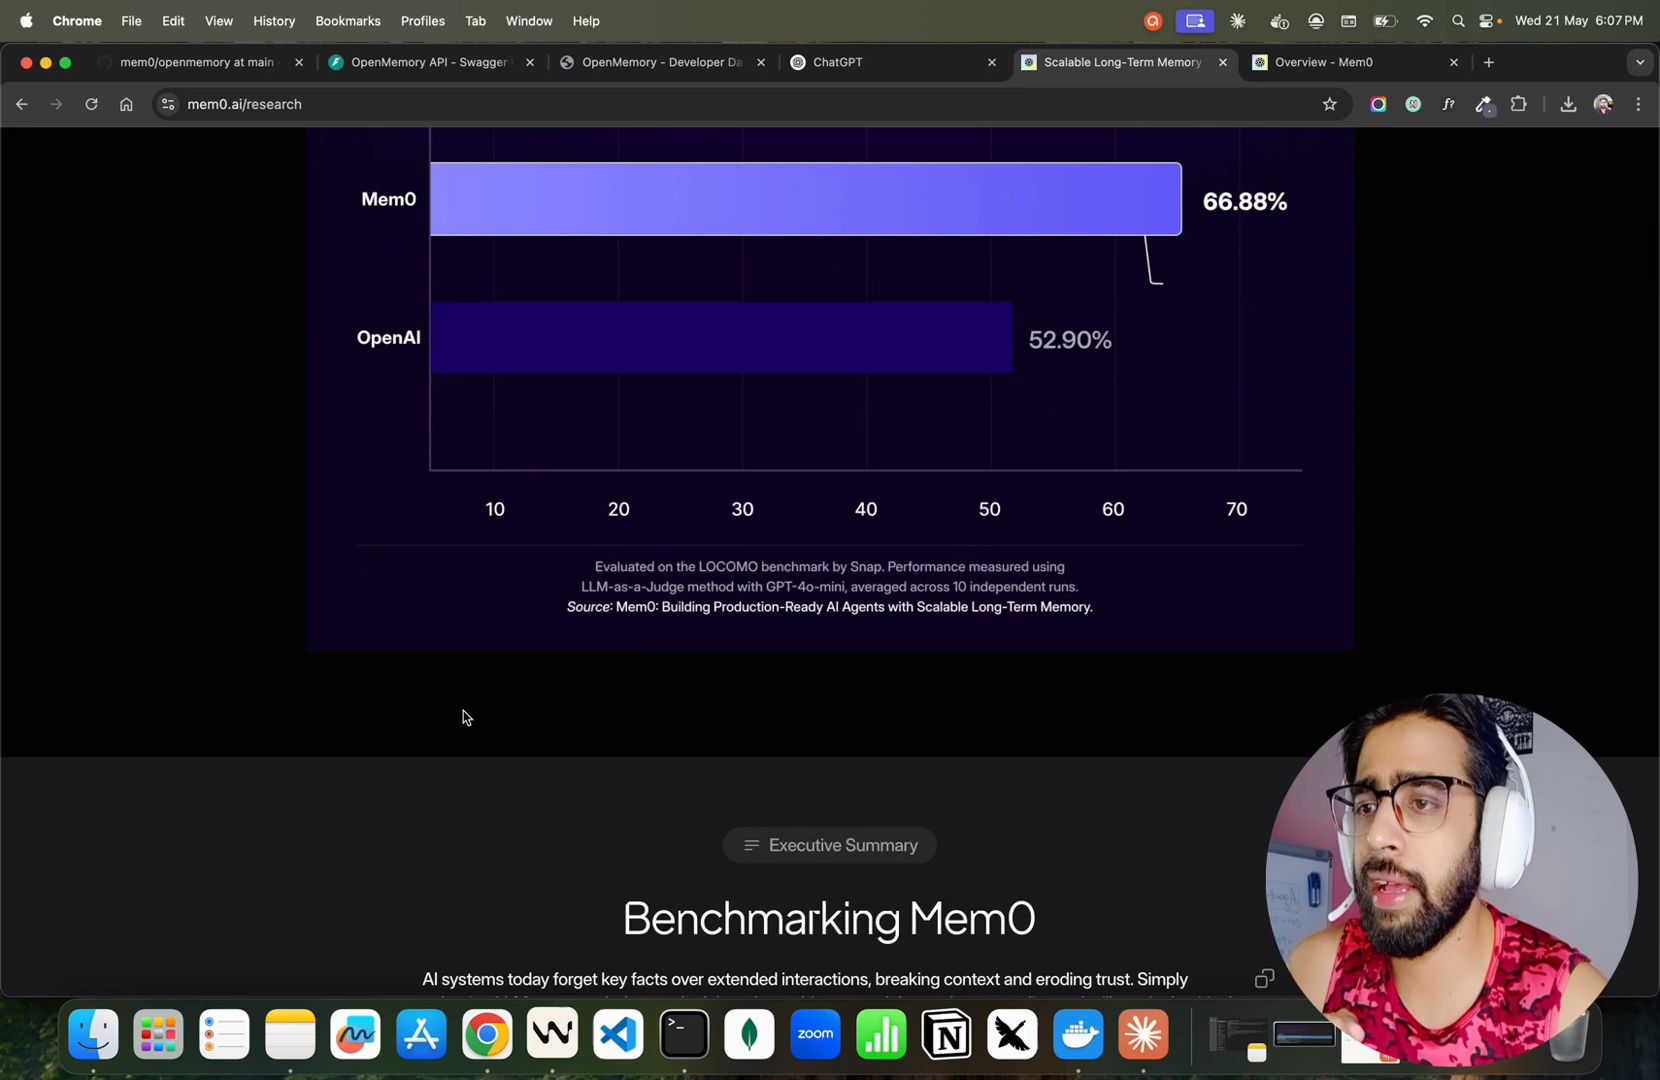 Chrome File Edit View History Bookmarks Profiles Tab Window Help Wed 21 May 6:07 PM
mem0/openmemory at main OpenMemory API - Swagger OpenMemory - Developer Da ChatGPT Scalable Long-Term Memory Overview - Mem0
mem0.ai/research
Mem0 66.88%
OpenAI 52.90%
10 20 30 40 50 60 70
Evaluated on the LOCOMO benchmark by Snap. Performance measured using
LLM-as-a-Judge method with GPT-4o-mini, averaged across 10 independent runs.
Source: Mem0: Building Production-Ready AI Agents with Scalable Long-Term Memory.
Executive Summary
Benchmarking Mem0
AI systems today forget key facts over extended interactions, breaking context and eroding trust. Simply
zoom